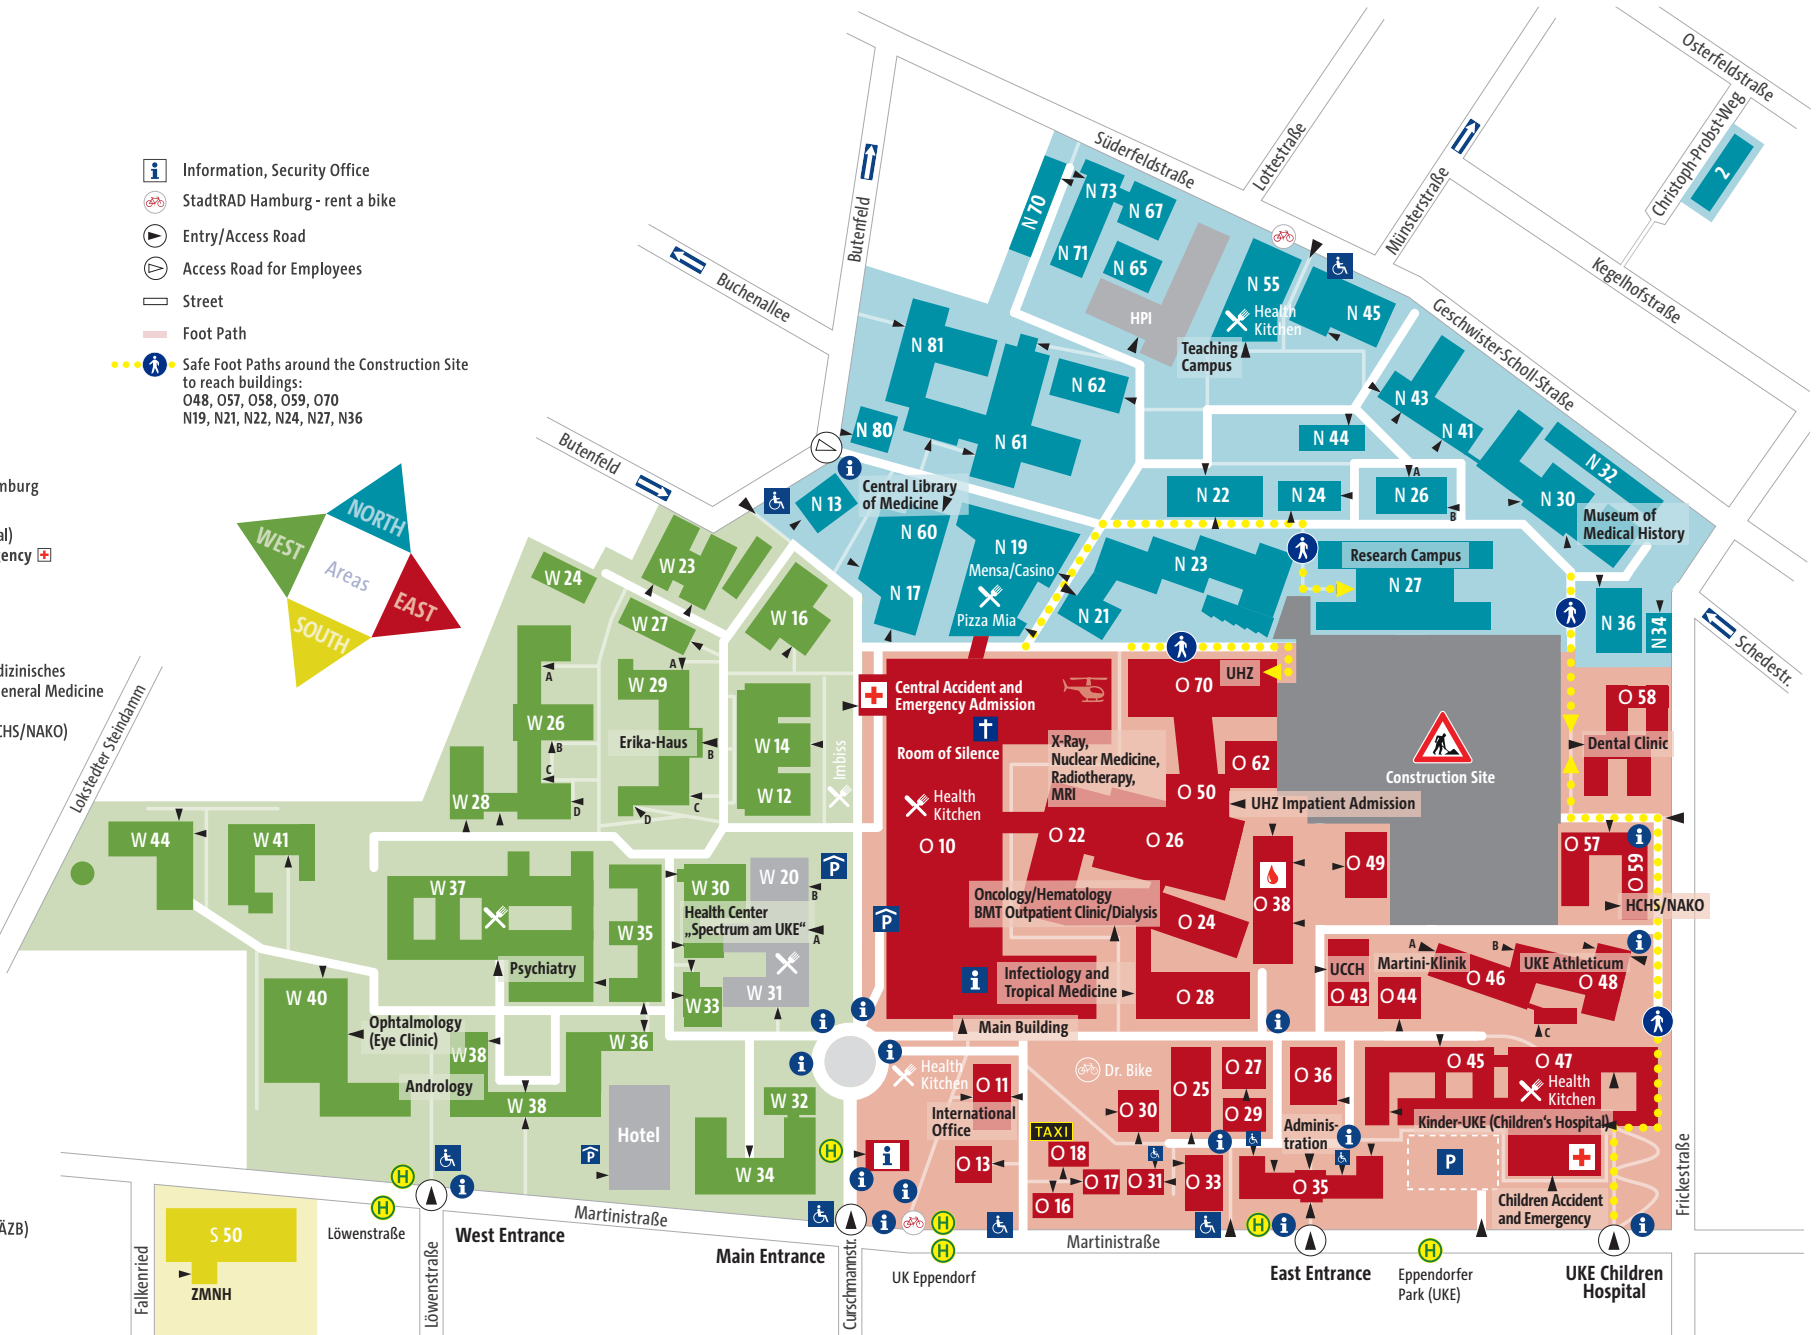 Information, Security Office
StadtRAD Hamburg - rent a bike
Entry/Access Road
Access Road for Employees
Street
Foot Path
Safe Foot Paths around the Construction Site
to reach buildings:
O48, O57, O58, O59, O70
N19, N21, N22, N24, N27, N36
mburg
al)
ency
dizinisches
eneral Medicine
CHS/NAKO)
ÄZB)
NORTH
WEST
Areas
EAST
SOUTH
Osterfeldstraße
Christoph-Probst-Weg
2
Süderfeldstraße
Lottestraße
Münsterstraße
Kegelhofstraße
Geschwister-Scholl-Straße
Butenfeld
Buchenallee
Butenfeld
Schedestr.
Frickestraße
Lokstedter Steindamm
N 70
N 73
N 67
N 71
N 65
HPI
N 55
Health
Kitchen
N 45
Teaching
Campus
N 81
N 62
N 61
N 80
N 43
N 41
N 44
N 32
N 30
N 22
N 24
N 26
A
B
Museum of
Medical History
Central Library
of Medicine
N 13
N 60
N 19
Mensa/Casino
Pizza Mia
N 17
N 21
N 23
Research Campus
N 27
N 36
N 34
W 24
W 23
W 27
W 16
W 29
A
Erika-Haus
B
C
D
W 26
A
B
C
D
W 28
W 14
W 12
Imbiss
W 44
W 41
W 37
W 35
W 30
W 20
B
Health Center
„Spectrum am UKE“
A
W 31
W 33
Psychiatry
W 40
Ophtalmology
(Eye Clinic)
W 38
W 36
Andrology
W 38
Hotel
P
P
P
W 32
W 34
Central Accident and
Emergency Admission
Room of Silence
Health
Kitchen
O 10
X-Ray,
Nuclear Medicine,
Radiotherapy,
MRI
O 70
UHZ
O 62
O 50
UHZ Impatient Admission
O 22
O 26
Oncology/Hematology
BMT Outpatient Clinic/Dialysis
O 24
O 38
O 49
Infectiology and
Tropical Medicine
O 28
Main Building
Construction Site
O 58
Dental Clinic
O 57
O 59
HCHS/NAKO
UCCH
O 43
O 44
A
Martini-Klinik
O 46
B
UKE Athleticum
O 48
C
Health
Kitchen
O 11
International
Office
O 13
Dr. Bike
O 30
O 25
O 27
O 29
O 36
Adminis-
tration
O 45
O 47
Health
Kitchen
Kinder-UKE (Children's Hospital)
P
Children Accident
and Emergency
TAXI
O 18
O 17
O 16
O 31
O 33
O 35
H
H
H
H
H
H
H
Martinistraße
Martinistraße
Löwenstraße
West Entrance
Main Entrance
UK Eppendorf
East Entrance
Eppendorfer
Park (UKE)
UKE Children
Hospital
S 50
ZMNH
Falkenried
Löwenstraße
Curschmannstr.